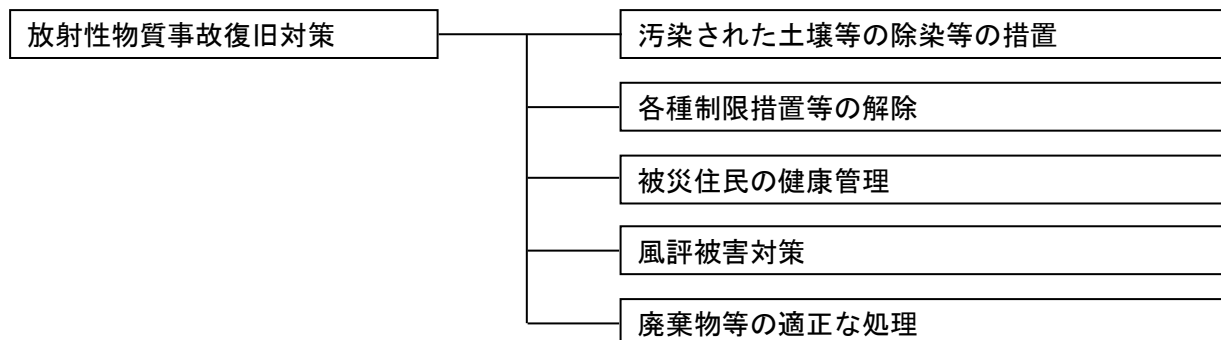 放射性物質事故復旧対策
汚染された土壌等の除染等の措置
各種制限措置等の解除
被災住民の健康管理
風評被害対策
廃棄物等の適正な処理